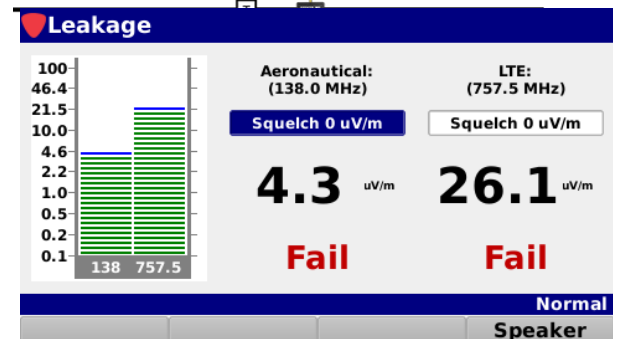 Leakage
100
46.4
21.5
10.0
4.6
2.2
1.0
0.5
0.2
0.1
138 757.5
Aeronautical:
(138.0 MHz)
Squelch 0 uV/m
4.3 uV/m
Fail
LTE:
(757.5 MHz)
Squelch 0 uV/m
26.1 uV/m
Fail
Normal
Speaker